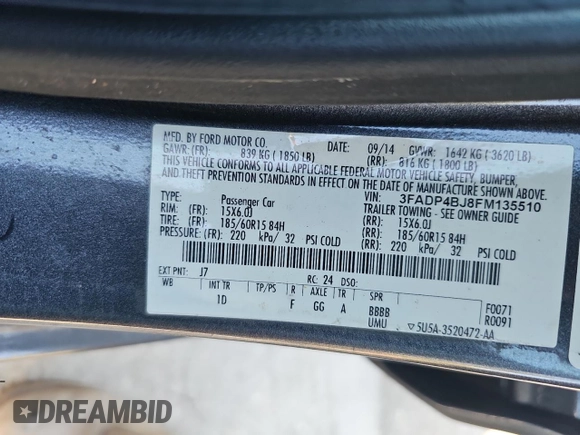 MFD. BY FORD MOTOR CO. DATE: 09/14 GVWR: 1642 KG ( 3620 LB)
GAWR: (FR): 839 KG ( 1850 LB) (RR): 816 KG ( 1800 LB)
THIS VEHICLE CONFORMS TO ALL APPLICABLE FEDERAL MOTOR VEHICLE SAFETY, BUMPER,
AND THEFT PREVENTION STANDARDS IN EFFECT ON THE DATE OF MANUFACTURE SHOWN ABOVE.
VIN: 3FADP4BJ8FM135510
TYPE: Passenger Car TRAILER TOWING - SEE OWNER GUIDE
RIM: (FR): 15X6.0J (RR): 15X6.0J
TIRE: (FR): 185/60R15 84H (RR): 185/60R15 84H
PRESSURE: (FR): 220 kPa/ 32 PSI COLD (RR): 220 kPa/ 32 PSI COLD
EXT PNT: J7 RC: 24 DSO:
WB INT TR TP/PS R AXLE TR SPR
1D F GG A BBBB F0071
UMU R0091
▽5U5A-3520472-AA
DREAMBID